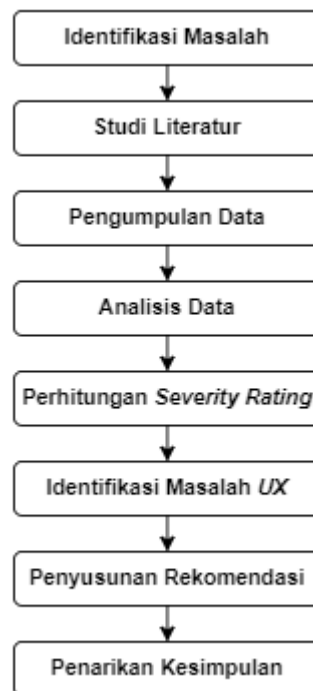 Identifikasi Masalah
Studi Literatur
Pengumpulan Data
Analisis Data
Perhitungan Severity Rating
Identifikasi Masalah UX
Penyusunan Rekomendasi
Penarikan Kesimpulan